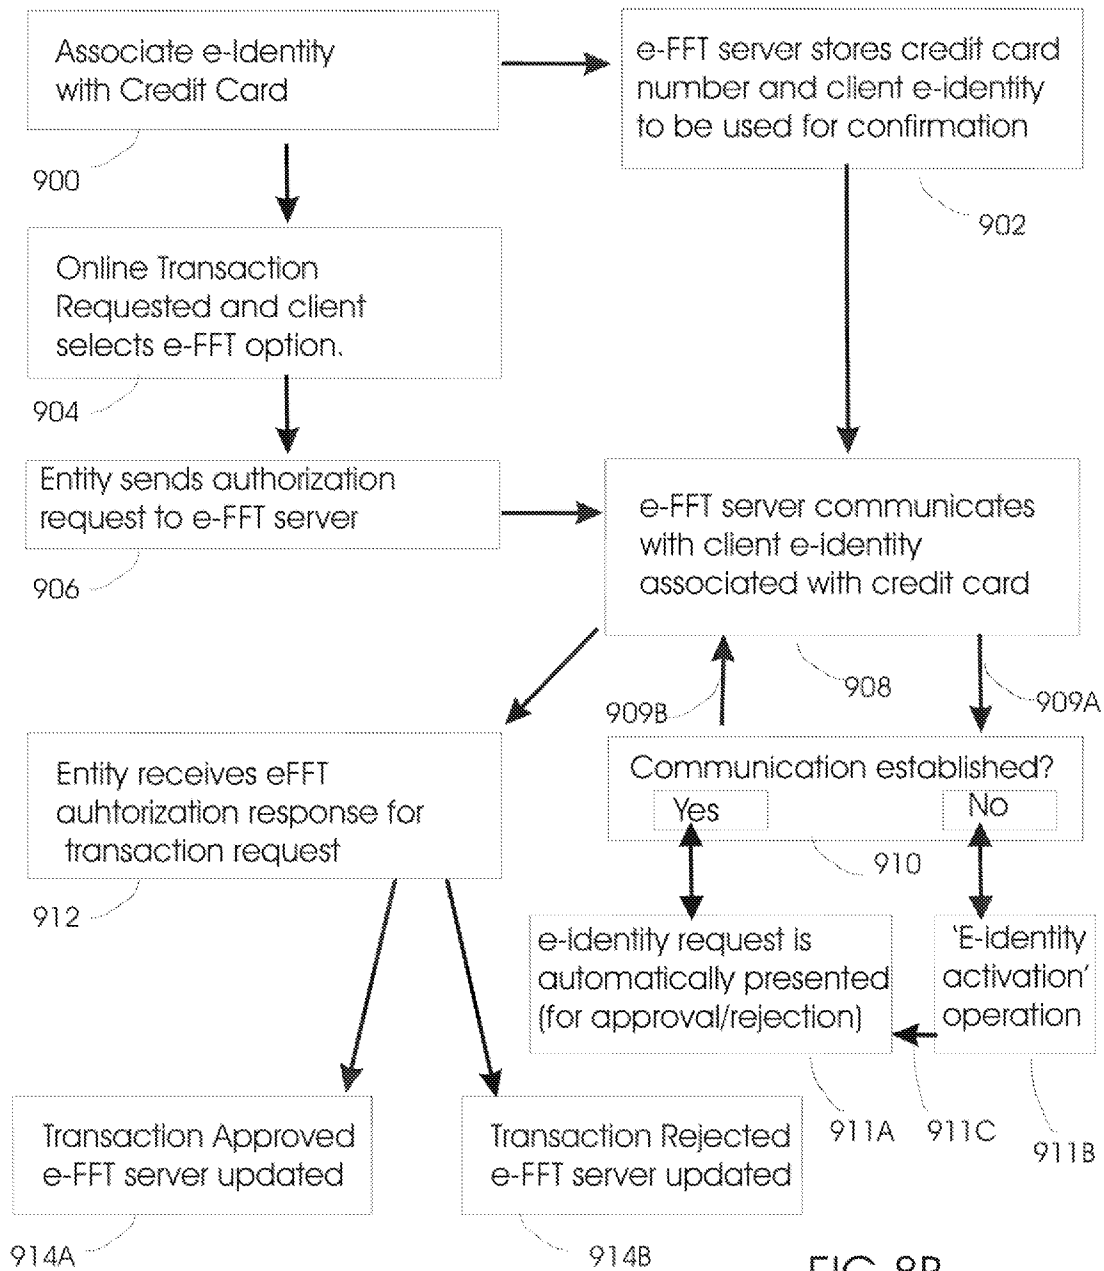 Associate e-Identity
with Credit Card
900
e-FFT server stores credit card
number and client e-identity
to be used for confirmation
902
Online Transaction
Requested and client
selects e-FFT option.
904
Entity sends authorization
request to e-FFT server
906
e-FFT server communicates
with client e-identity
associated with credit card
908
909B
909A
Communication established?
Yes
No
910
Entity receives eFFT
auhtorization response for
transaction request
912
e-identity request is
automatically presented
(for approval/rejection)
911A
'E-identity
activation'
operation
911C
911B
Transaction Approved
e-FFT server updated
914A
Transaction Rejected
e-FFT server updated
914B
FIG 8B